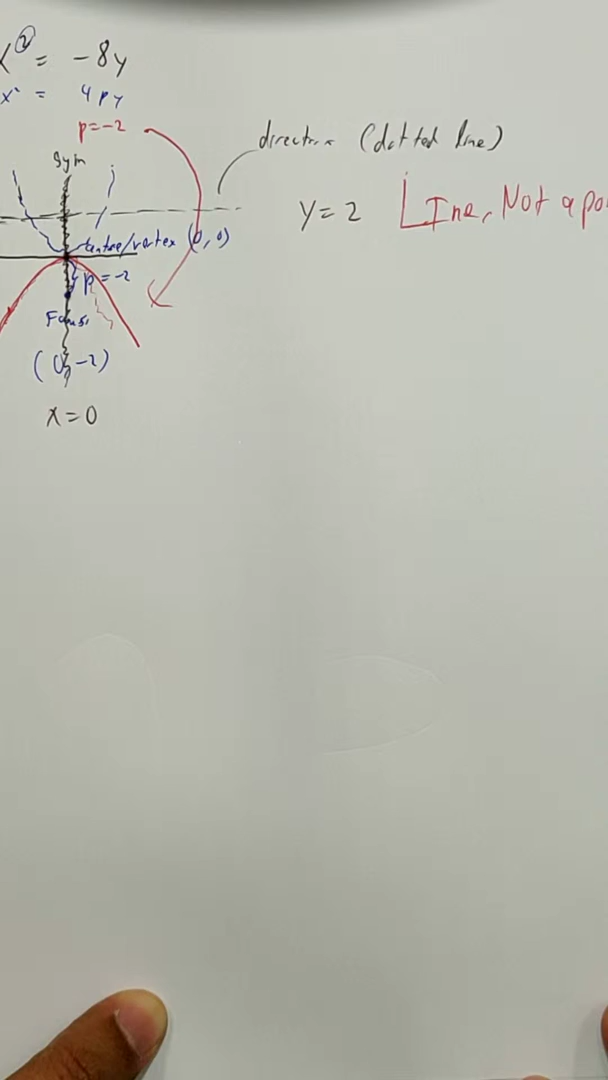 x² = -8y
x² = 4py
p=-2
directrix (dotted line)
Sym
y=2
Line, Not a po
centre/vertex (0,0)
p=-2
Focus
(0,-2)
x=0